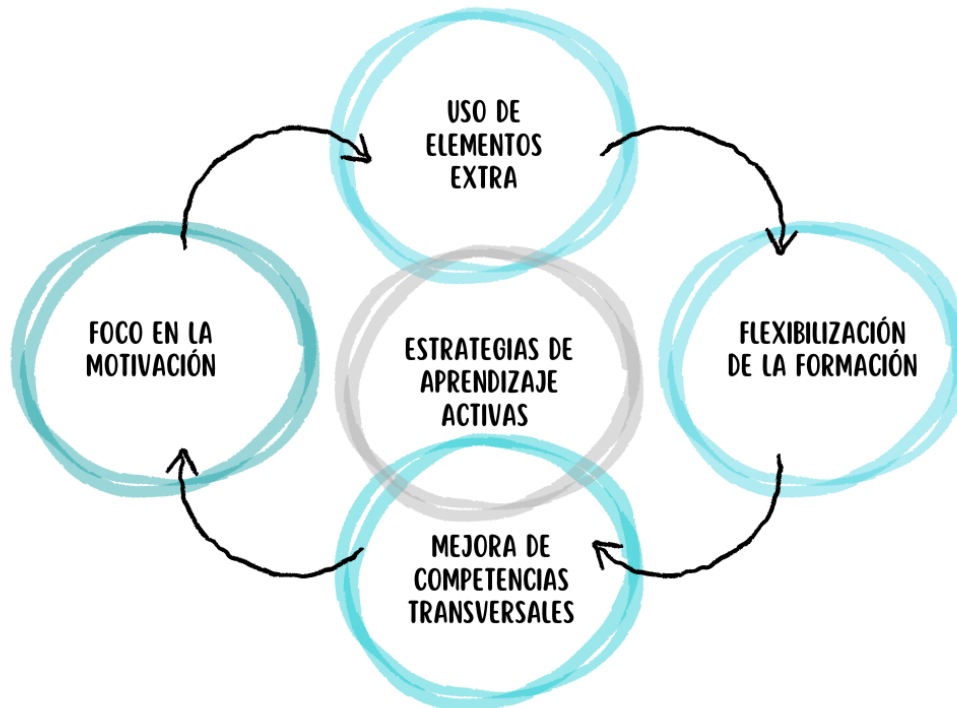 USO DE
ELEMENTOS
EXTRA
FOCO EN LA
MOTIVACIÓN
ESTRATEGIAS DE
APRENDIZAJE
ACTIVAS
FLEXIBILIZACIÓN
DE LA FORMACIÓN
MEJORA DE
COMPETENCIAS
TRANSVERSALES